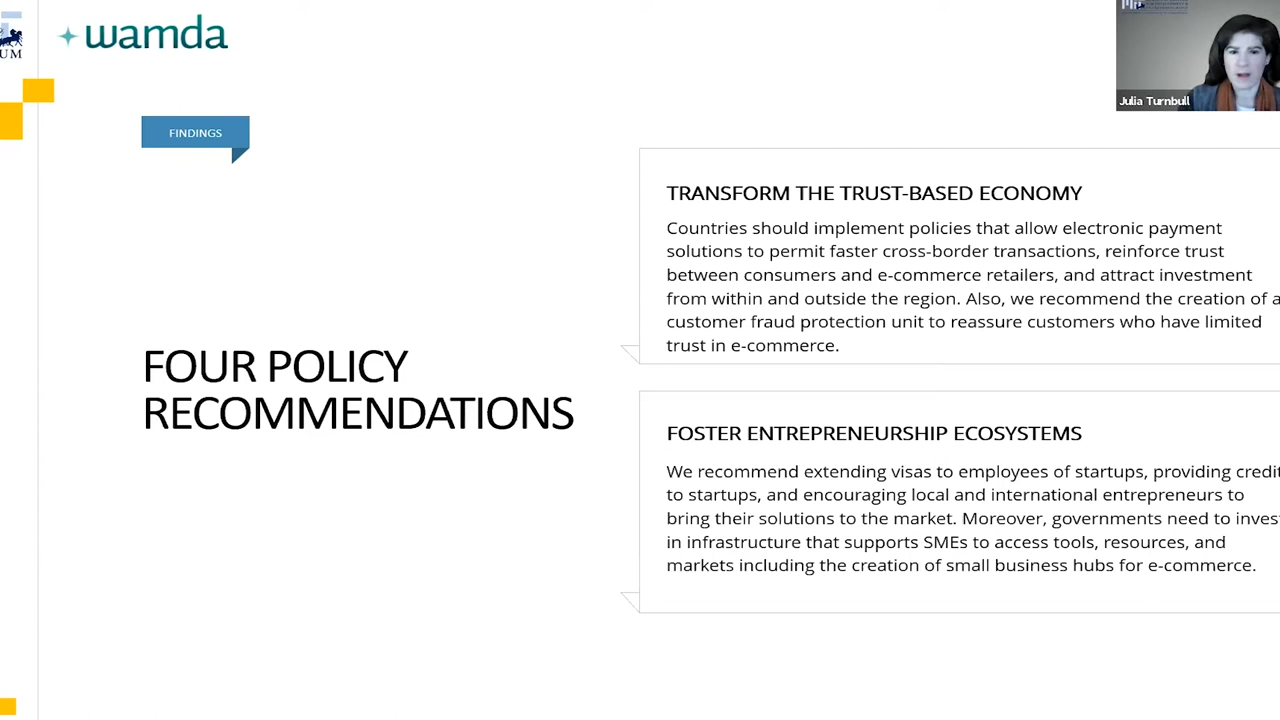 UM
wamda
Julia Turnbull
FINDINGS
FOUR POLICY
RECOMMENDATIONS
TRANSFORM THE TRUST-BASED ECONOMY
Countries should implement policies that allow electronic payment
solutions to permit faster cross-border transactions, reinforce trust
between consumers and e-commerce retailers, and attract investment
from within and outside the region. Also, we recommend the creation of a
customer fraud protection unit to reassure customers who have limited
trust in e-commerce.
FOSTER ENTREPRENEURSHIP ECOSYSTEMS
We recommend extending visas to employees of startups, providing credit
to startups, and encouraging local and international entrepreneurs to
bring their solutions to the market. Moreover, governments need to invest
in infrastructure that supports SMEs to access tools, resources, and
markets including the creation of small business hubs for e-commerce.